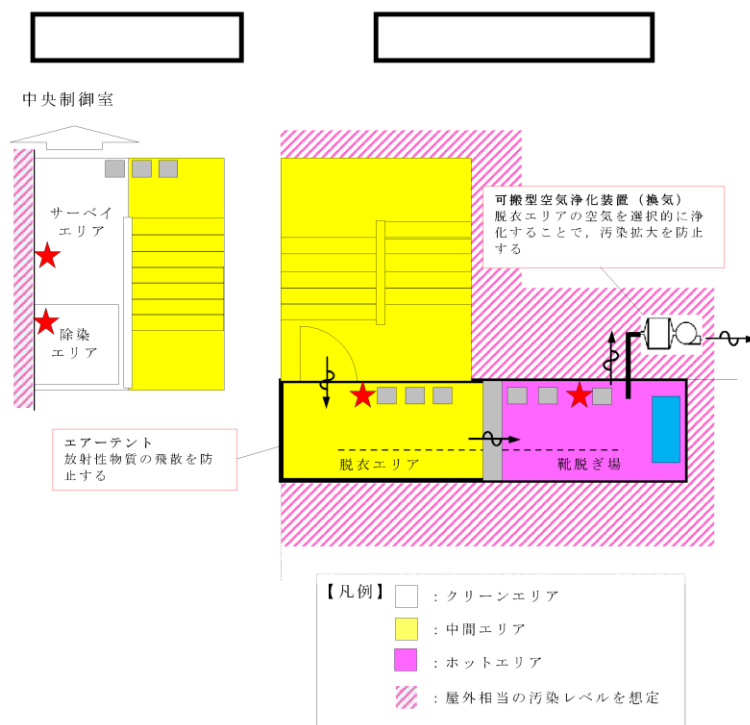 中央制御室
サーベイ
エリア
除染
エリア
可搬型空気浄化装置（換気）
脱衣エリアの空気を選択的に浄
化することで，汚染拡大を防止
する
エアーテント
放射性物質の飛散を防
止する
脱衣エリア
靴脱ぎ場
【凡例】
：クリーンエリア
：中間エリア
：ホットエリア
：屋外相当の汚染レベルを想定